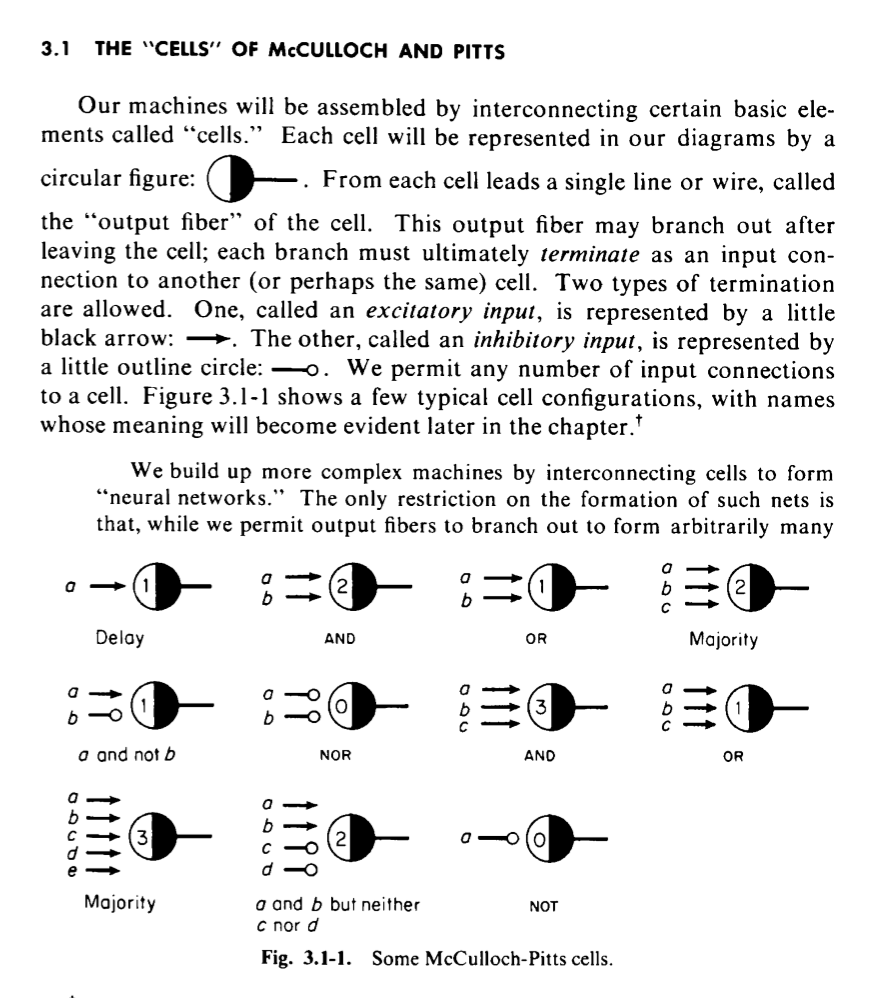 3.1 THE "CELLS" OF McCULLOCH AND PITTS
Our machines will be assembled by interconnecting certain basic ele-
ments called "cells." Each cell will be represented in our diagrams by a
circular figure: . From each cell leads a single line or wire, called
the "output fiber" of the cell. This output fiber may branch out after
leaving the cell; each branch must ultimately terminate as an input con-
nection to another (or perhaps the same) cell. Two types of termination
are allowed. One, called an excitatory input, is represented by a little
black arrow: . The other, called an inhibitory input, is represented by
a little outline circle: . We permit any number of input connections
to a cell. Figure 3.1-1 shows a few typical cell configurations, with names
whose meaning will become evident later in the chapter.†
We build up more complex machines by interconnecting cells to form
"neural networks." The only restriction on the formation of such nets is
that, while we permit output fibers to branch out to form arbitrarily many
a 1
Delay
a b 2
AND
a b 1
OR
a b c 2
Majority
a b 1
a and not b
a b 0
NOR
a b c 3
AND
a b c 1
OR
a b c d e 3
Majority
a b c d 2
a and b but neither
c nor d
a 0
NOT
Fig. 3.1-1. Some McCulloch-Pitts cells.